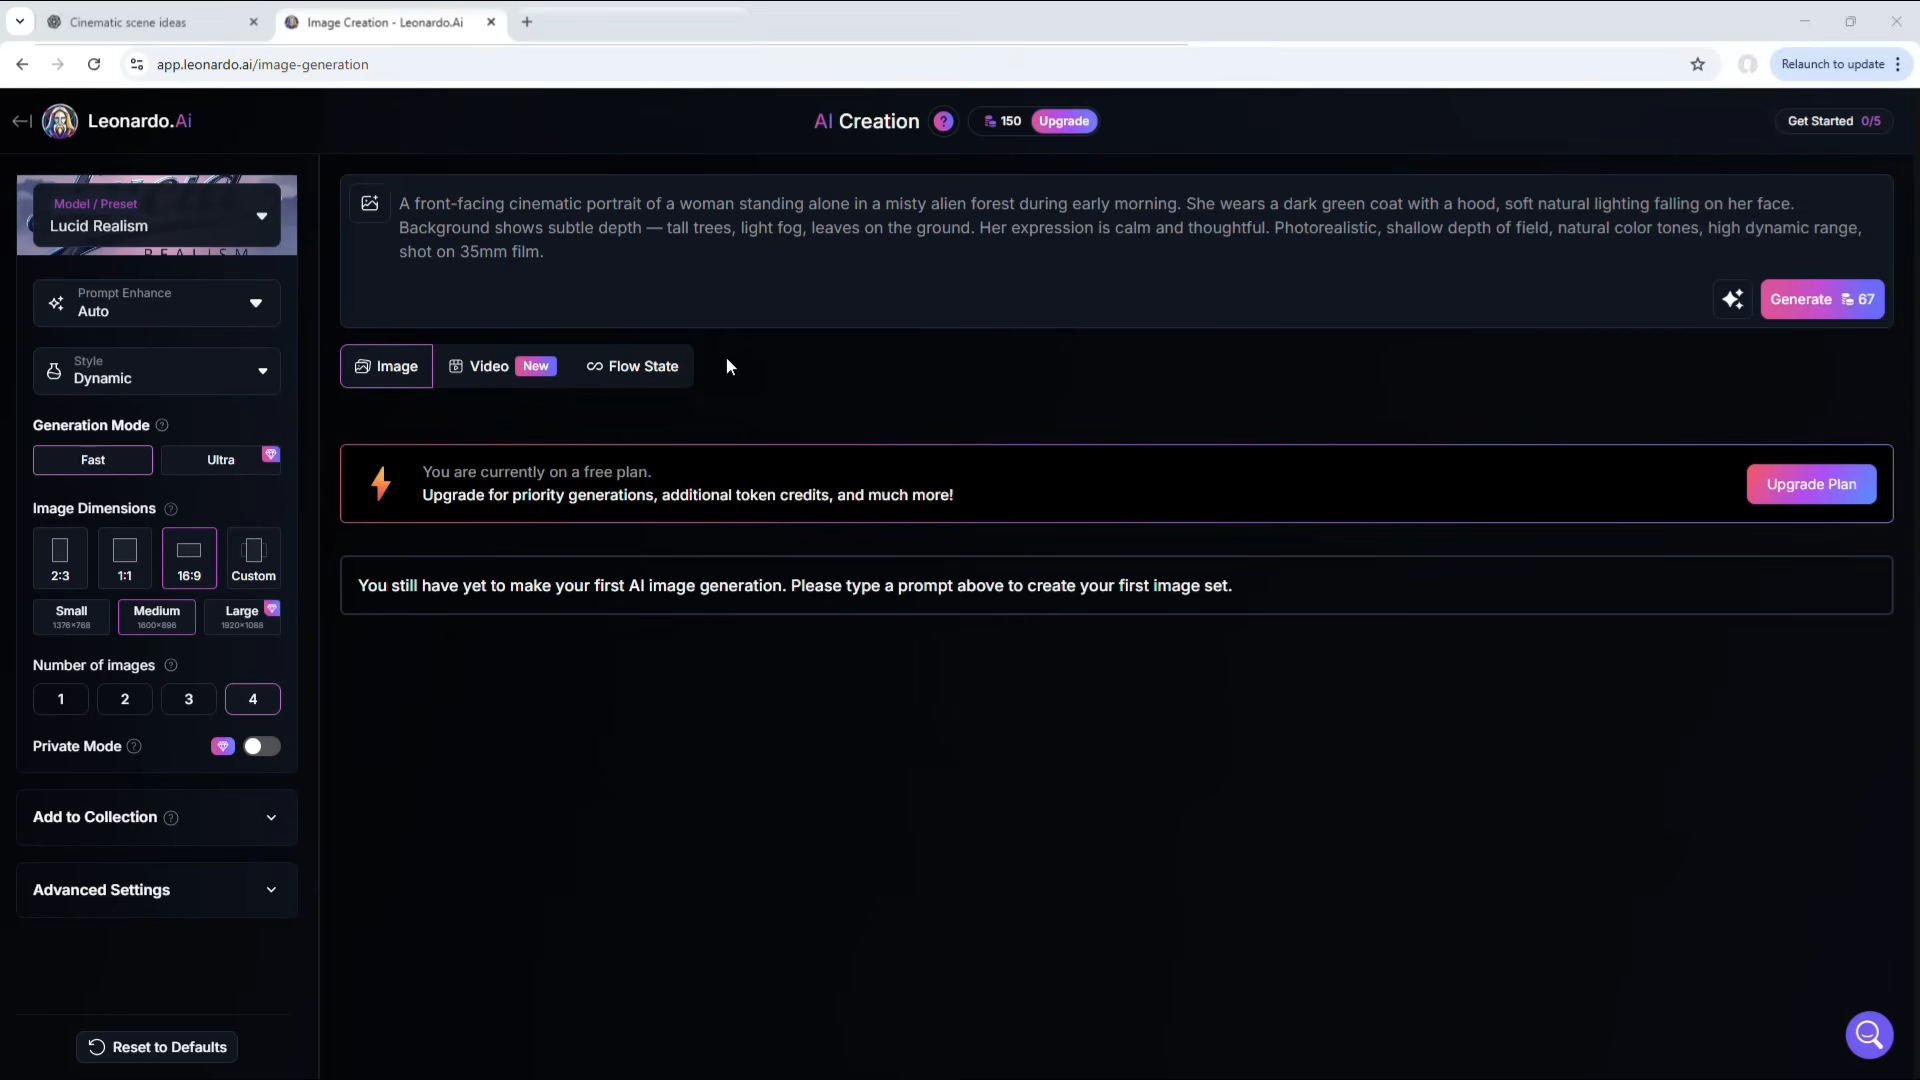 Cinematic scene ideas
Image Creation - Leonardo.Ai
app.leonardo.ai/image-generation
Relaunch to update
Leonardo.Ai
AI Creation
?
150
Upgrade
Get Started 0/5
Model / Preset
Lucid Realism
REALISM
Prompt Enhance
Auto
Style
Dynamic
Generation Mode ?
Fast
Ultra
Image Dimensions ?
2:3
1:1
16:9
Custom
Small
1376×768
Medium
1600×896
Large
1920×1088
Number of images ?
1
2
3
4
Private Mode ?
Add to Collection ?
Advanced Settings
Reset to Defaults
A front-facing cinematic portrait of a woman standing alone in a misty alien forest during early morning. She wears a dark green coat with a hood, soft natural lighting falling on her face.
Background shows subtle depth — tall trees, light fog, leaves on the ground. Her expression is calm and thoughtful. Photorealistic, shallow depth of field, natural color tones, high dynamic range,
shot on 35mm film.
Generate 67
Image
Video New
Flow State
You are currently on a free plan.
Upgrade for priority generations, additional token credits, and much more!
Upgrade Plan
You still have yet to make your first AI image generation. Please type a prompt above to create your first image set.